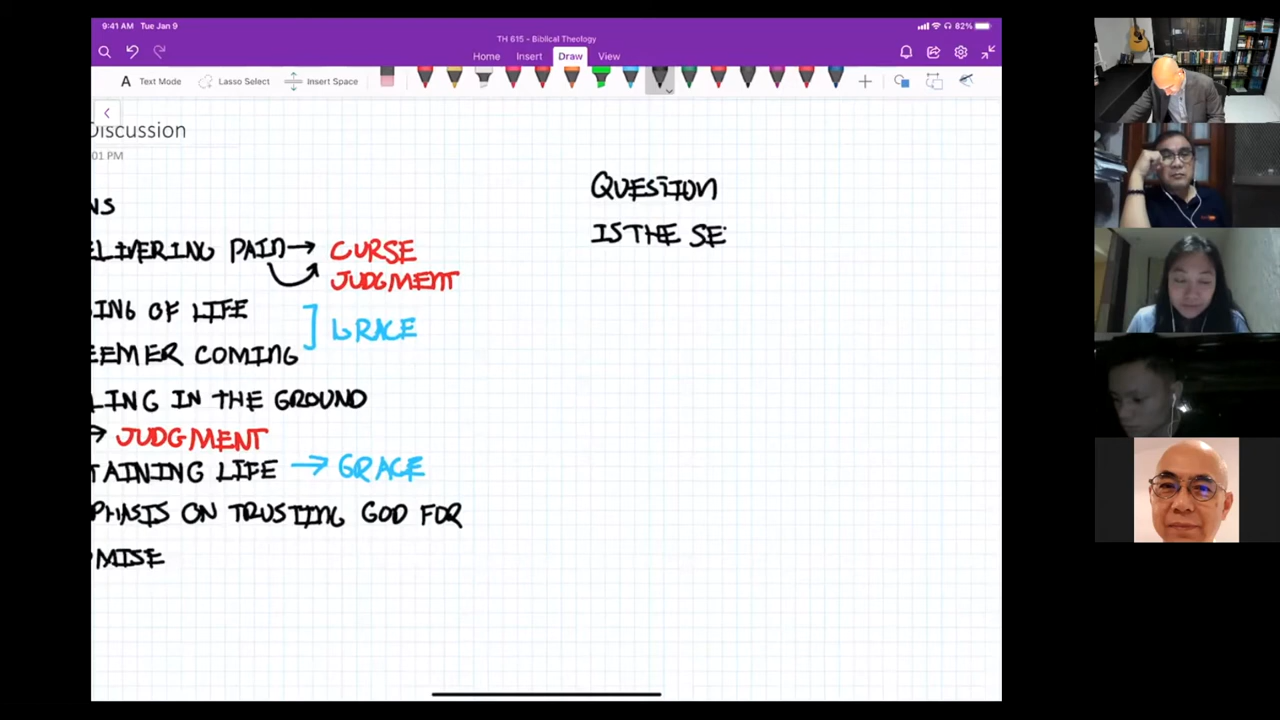 9:41 AM Tue Jan 9
82%
TH 615 - Biblical Theology
Home Insert Draw View
Text Mode Lasso Select Insert Space
Discussion
01 PM
NS
ELIVERING PAIN → CURSE
JUDGMENT
ING OF LIFE
GRACE
EEMER COMING
LING IN THE GROUND
→ JUDGMENT
TAINING LIFE → GRACE
PHASIS ON TRUSTING GOD FOR
OMISE
QUESTION
IS THE SE